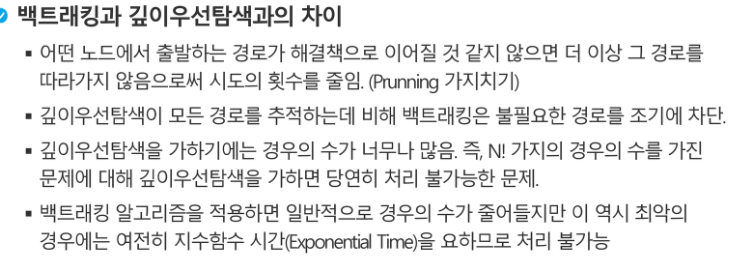 백트래킹과 깊이우선탐색과의 차이
▪ 어떤 노드에서 출발하는 경로가 해결책으로 이어질 것 같지 않으면 더 이상 그 경로를
따라가지 않음으로써 시도의 횟수를 줄임. (Prunning 가지치기)
▪ 깊이우선탐색이 모든 경로를 추적하는데 비해 백트래킹은 불필요한 경로를 조기에 차단.
▪ 깊이우선탐색을 가하기에는 경우의 수가 너무나 많음. 즉, N! 가지의 경우의 수를 가진
문제에 대해 깊이우선탐색을 가하면 당연히 처리 불가능한 문제.
▪ 백트래킹 알고리즘을 적용하면 일반적으로 경우의 수가 줄어들지만 이 역시 최악의
경우에는 여전히 지수함수 시간(Exponential Time)을 요하므로 처리 불가능